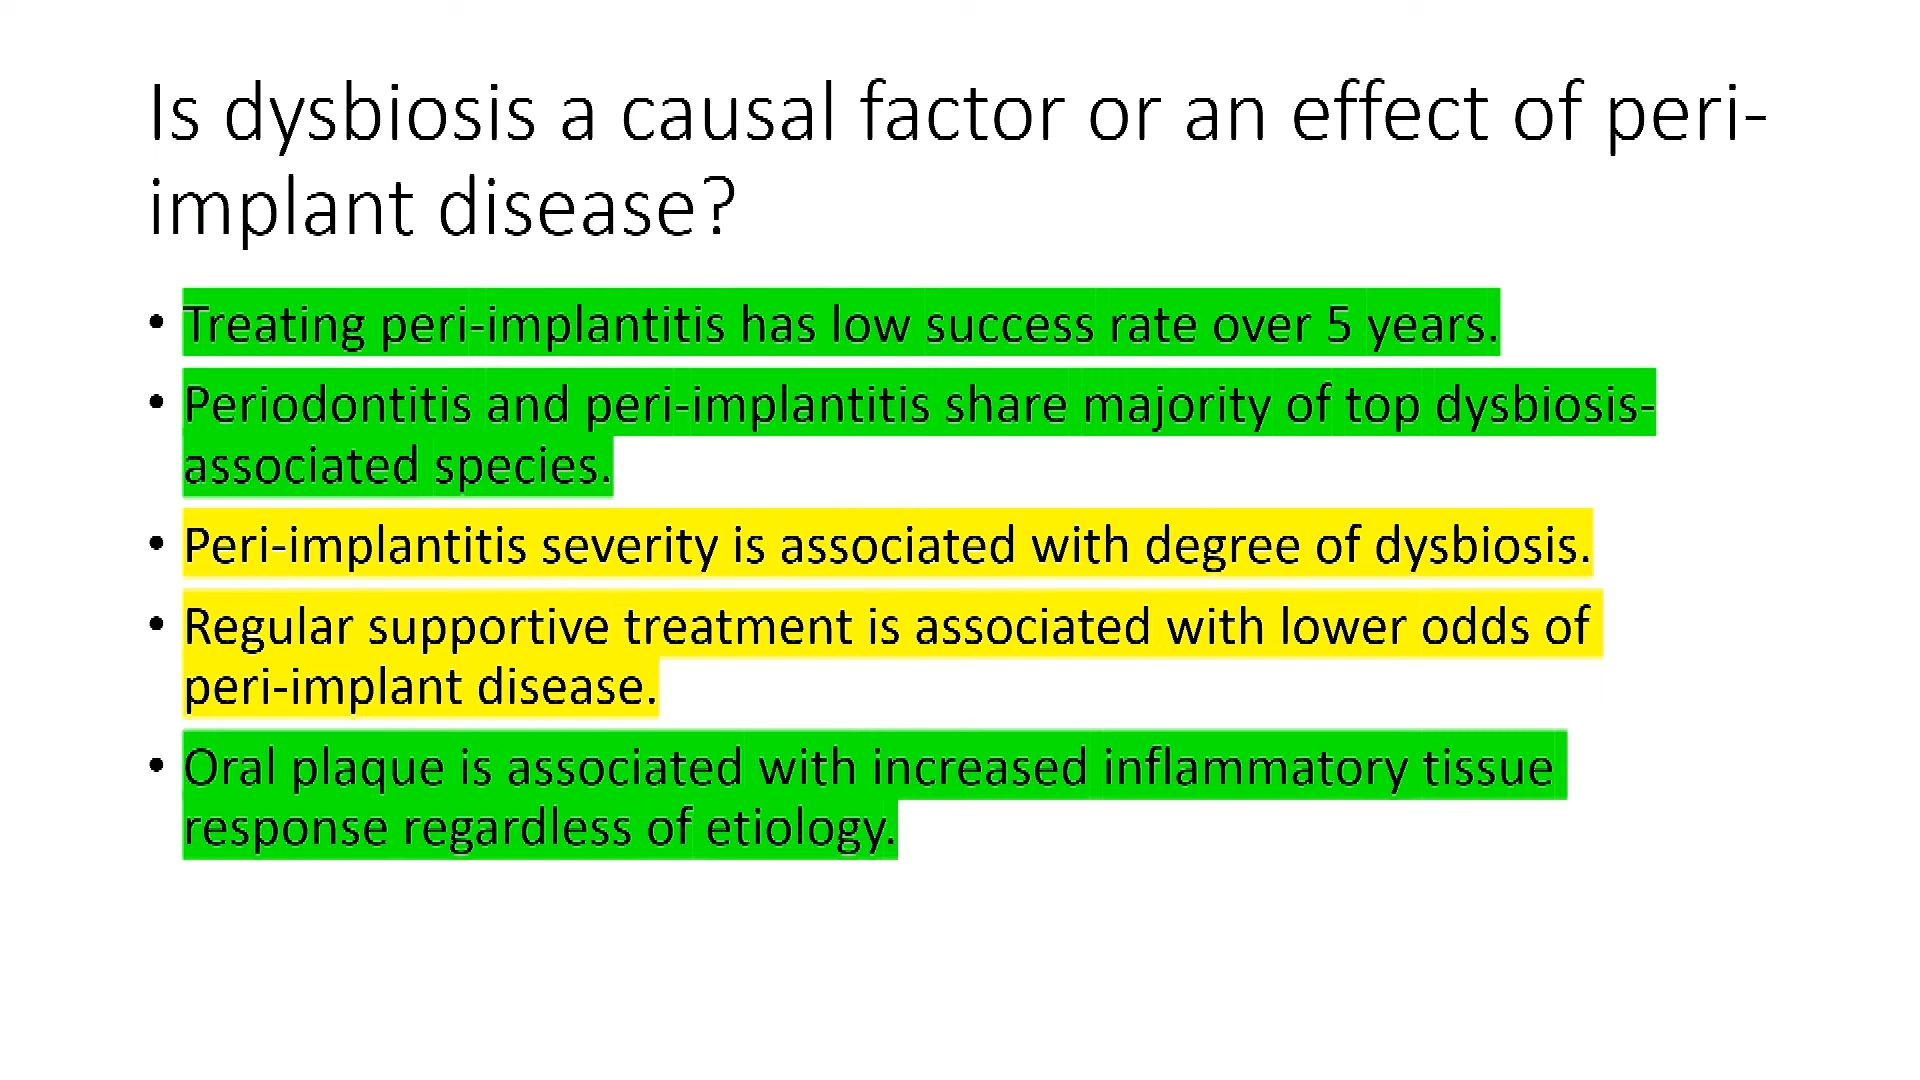 Is dysbiosis a causal factor or an effect of peri-
implant disease?
• Treating peri-implantitis has low success rate over 5 years.
• Periodontitis and peri-implantitis share majority of top dysbiosis-
associated species.
• Peri-implantitis severity is associated with degree of dysbiosis.
• Regular supportive treatment is associated with lower odds of
peri-implant disease.
• Oral plaque is associated with increased inflammatory tissue
response regardless of etiology.